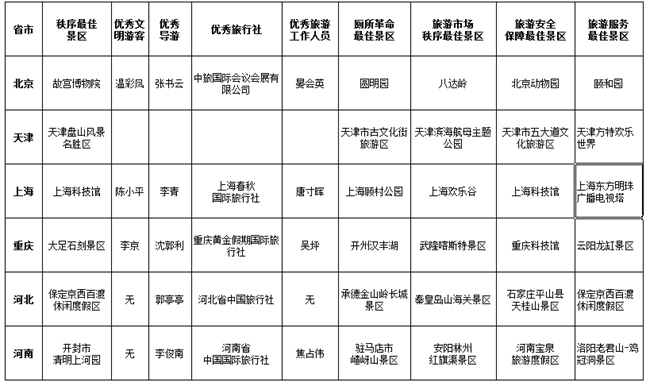 省市 秩序最佳景区 优秀文明游客 优秀导游 优秀旅行社 优秀旅游工作人员 厕所革命最佳景区 旅游市场秩序最佳景区 旅游安全保障最佳景区 旅游服务最佳景区
北京 故宫博物院 温彩凤 张书云 中旅国际会议会展有限公司 晏会英 圆明园 八达岭 北京动物园 颐和园
天津 天津盘山风景名胜区 天津市古文化街旅游区 天津滨海航母主题公园 天津市五大道文化旅游区 天津方特欢乐世界
上海 上海科技馆 陈小平 李青 上海春秋国际旅行社 唐寸晖 上海顾村公园 上海欢乐谷 上海科技馆 上海东方明珠广播电视塔
重庆 大足石刻景区 李京 沈郭利 重庆黄金假期国际旅行社 吴坪 开州汉丰湖 武隆喀斯特景区 重庆科技馆 云阳龙缸景区
河北 保定京西百渡休闲度假区 无 郭亭亭 河北省中国旅行社 无 承德金山岭长城景区 秦皇岛山海关景区 石家庄平山县天桂山景区 保定京西百渡休闲度假区
河南 开封市清明上河园 无 李俊南 河南省中国国际旅行社 焦占伟 驻马店市嵖岈山景区 安阳林州红旗渠景区 河南宝泉旅游度假区 洛阳老君山-鸡冠洞景区